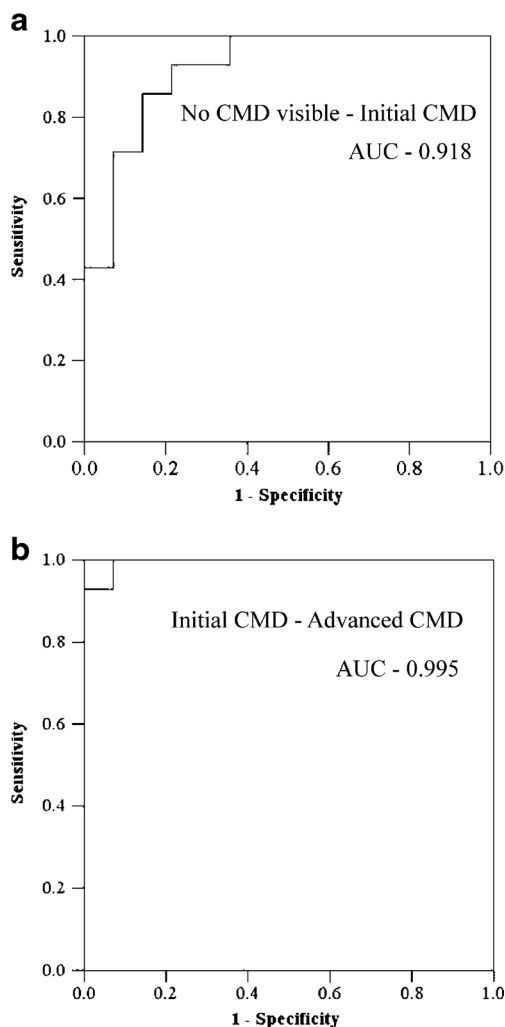 a
1.0
0.8
0.6
0.4
0.2
0.0
Sensitivity
No CMD visible - Initial CMD
AUC - 0.918
0.0 0.2 0.4 0.6 0.8 1.0
1 - Specificity
b
1.0
0.8
0.6
0.4
0.2
0.0
Sensitivity
Initial CMD - Advanced CMD
AUC - 0.995
0.0 0.2 0.4 0.6 0.8 1.0
1 - Specificity